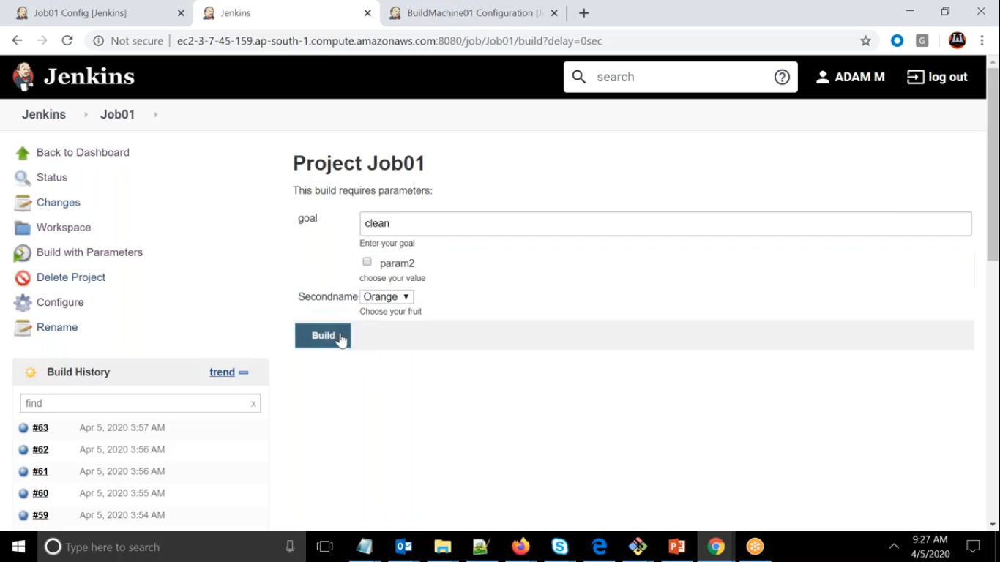 Job01 Config [Jenkins]
Jenkins
BuildMachine01 Configuration [J
Not secure
ec2-3-7-45-159.ap-south-1.compute.amazonaws.com:8080/job/Job01/build?delay=0sec
G
Jenkins
search
ADAM M
log out
Jenkins
Job01
Back to Dashboard
Status
Changes
Workspace
Build with Parameters
Delete Project
Configure
Rename
Project Job01
This build requires parameters:
goal
clean
Enter your goal
param2
choose your value
Secondname
Orange
Choose your fruit
Build
Build History
trend
find
x
#63 Apr 5, 2020 3:57 AM
#62 Apr 5, 2020 3:56 AM
#61 Apr 5, 2020 3:56 AM
#60 Apr 5, 2020 3:55 AM
#59 Apr 5, 2020 3:54 AM
Type here to search
9:27 AM
4/5/2020